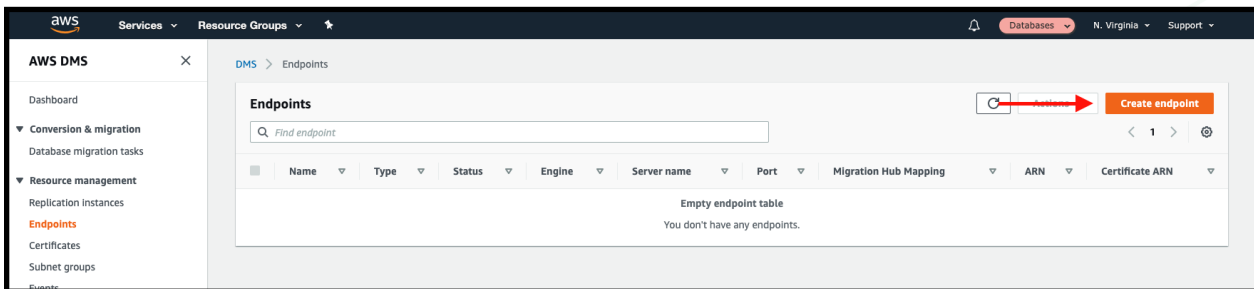 aws Services Resource Groups Databases N. Virginia Support
AWS DMS
Dashboard
Conversion & migration
Database migration tasks
Resource management
Replication instances
Endpoints
Certificates
Subnet groups
Events
DMS > Endpoints
Endpoints
Actions Create endpoint
Find endpoint
1
Name Type Status Engine Server name Port Migration Hub Mapping ARN Certificate ARN
Empty endpoint table
You don't have any endpoints.